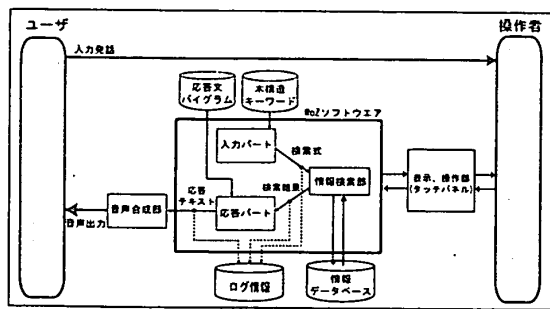 ユーザ
操作者
入力発話
応答文
バイグラム
木構造
キーワード
WoZソフトウエア
入力パート
検索式
情報検索部
表示、操作部
(タッチパネル)
検索結果
応答
テキスト
応答パート
音声合成部
音声出力
ログ情報
情報
データベース